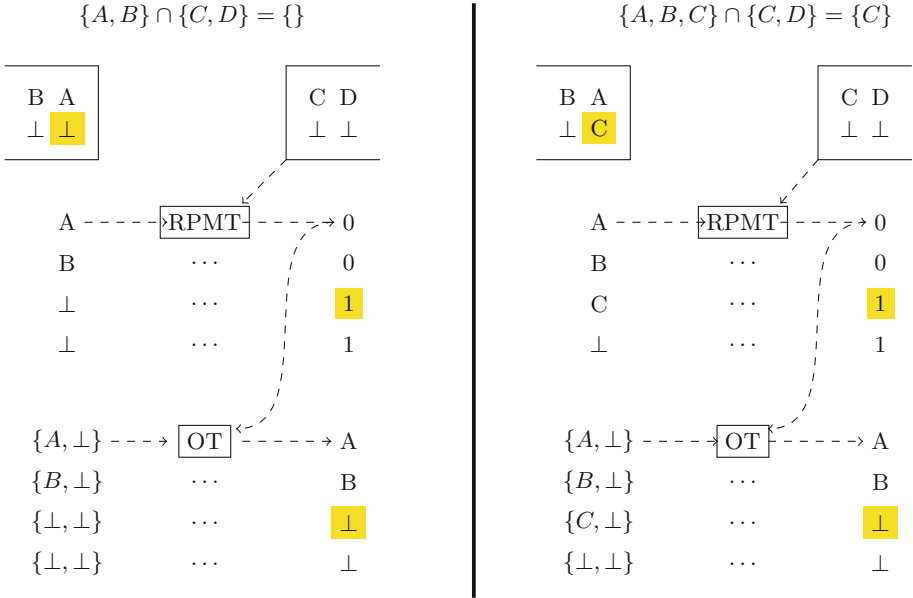 {A, B} ∩ {C, D} = {}
B A
⊥ ⊥
C D
⊥ ⊥
A RPMT 0
B ··· 0
⊥ ··· 1
⊥ ··· 1
{A, ⊥} OT A
{B, ⊥} ··· B
{⊥, ⊥} ··· ⊥
{⊥, ⊥} ··· ⊥
{A, B, C} ∩ {C, D} = {C}
B A
⊥ C
C D
⊥ ⊥
A RPMT 0
B ··· 0
C ··· 1
⊥ ··· 1
{A, ⊥} OT A
{B, ⊥} ··· B
{C, ⊥} ··· ⊥
{⊥, ⊥} ··· ⊥